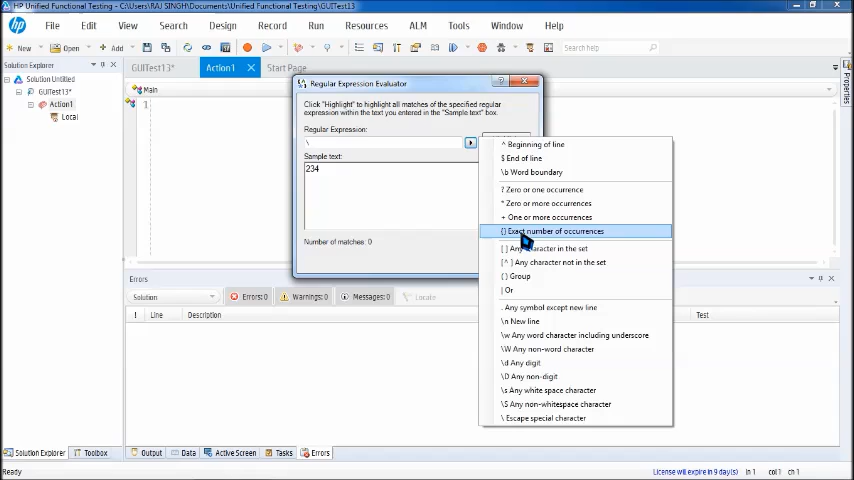 HP Unified Functional Testing - C:\Users\RAJ SINGH\Documents\Unified Functional Testing\GUITest13*
hp File Edit View Search Design Record Run Resources ALM Tools Window Help
New Open Add Search help
Solution Explorer
Solution Untitled
GUITest13*
Action1
Local
GUITest13* Action1 Start Page
Main
1
Properties
Regular Expression Evaluator
Click "Highlight" to highlight all matches of the specified regular
expression within the text you entered in the "Sample text" box.
Regular Expression:
\
Sample text:
234
Number of matches: 0
^ Beginning of line
$ End of line
\b Word boundary
? Zero or one occurrence
* Zero or more occurrences
+ One or more occurrences
{} Exact number of occurrences
[ ] Any character in the set
[ ^ ] Any character not in the set
( ) Group
| Or
. Any symbol except new line
\n New line
\w Any word character including underscore
\W Any non-word character
\d Any digit
\D Any non-digit
\s Any white space character
\S Any non-whitespace character
\ Escape special character
Errors
Solution Errors: 0 Warnings: 0 Messages: 0 Locate
! Line Description Test
Solution Explorer Toolbox Output Data Active Screen Tasks Errors
Ready License will expire in 9 day(s) ln 1 col 1 ch 1